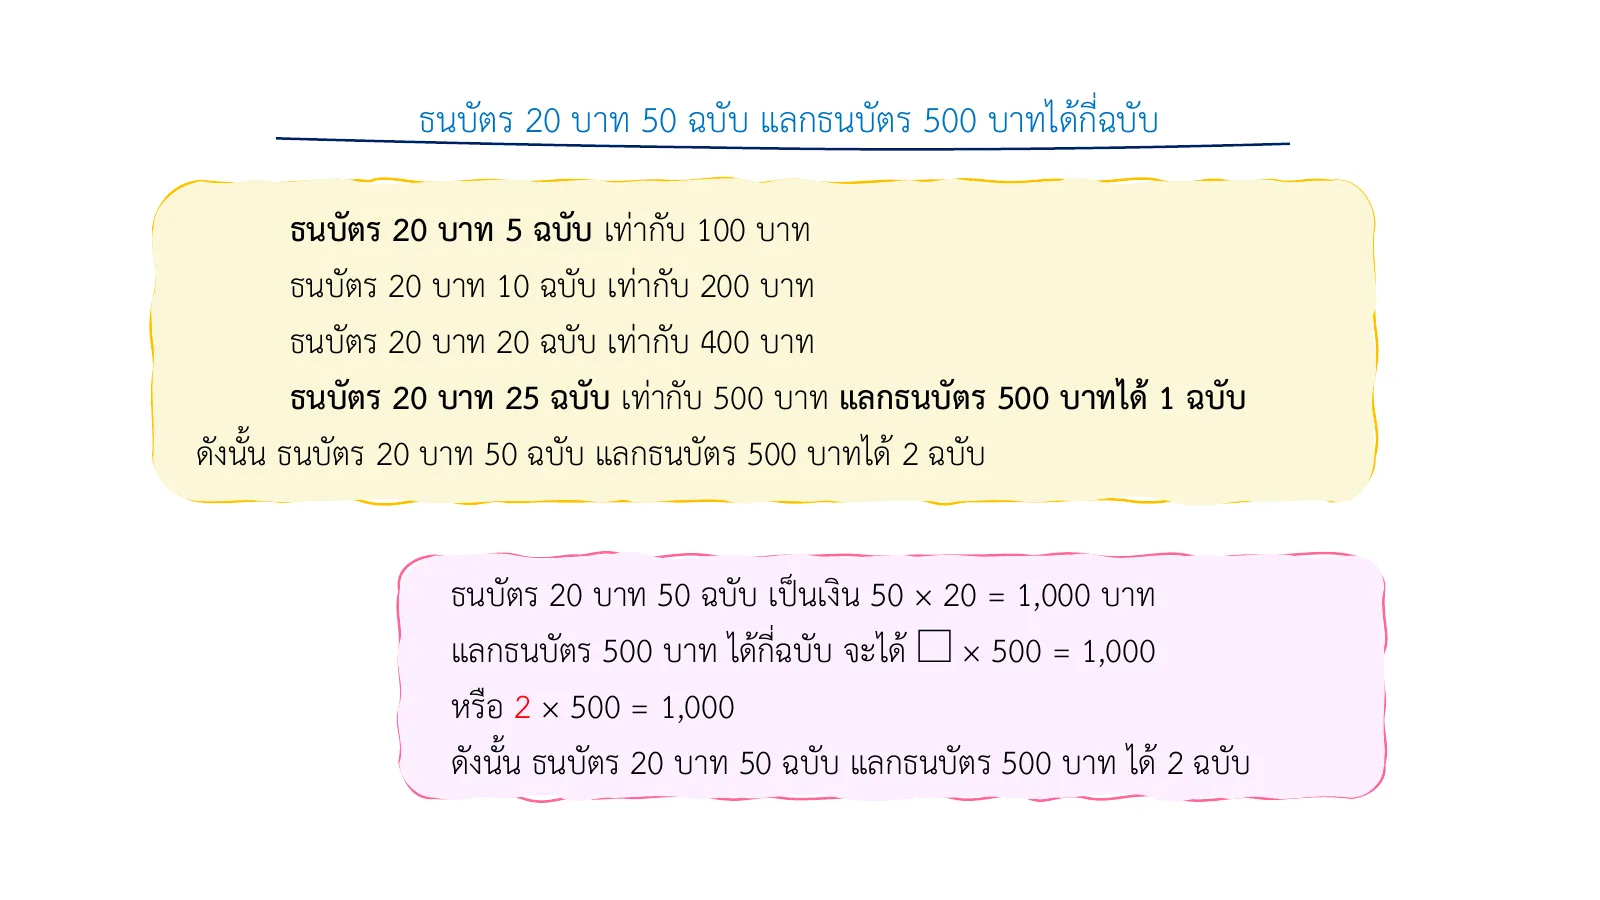 ธนบัตร 20 บาท 50 ฉบับ แลกธนบัตร 500 บาทได้กี่ฉบับ
ธนบัตร 20 บาท 5 ฉบับ เท่ากับ 100 บาท
ธนบัตร 20 บาท 10 ฉบับ เท่ากับ 200 บาท
ธนบัตร 20 บาท 20 ฉบับ เท่ากับ 400 บาท
ธนบัตร 20 บาท 25 ฉบับ เท่ากับ 500 บาท แลกธนบัตร 500 บาทได้ 1 ฉบับ
ดังนั้น ธนบัตร 20 บาท 50 ฉบับ แลกธนบัตร 500 บาทได้ 2 ฉบับ
ธนบัตร 20 บาท 50 ฉบับ เป็นเงิน 50 × 20 = 1,000 บาท
แลกธนบัตร 500 บาท ได้กี่ฉบับ จะได้ □ × 500 = 1,000
หรือ 2 × 500 = 1,000
ดังนั้น ธนบัตร 20 บาท 50 ฉบับ แลกธนบัตร 500 บาท ได้ 2 ฉบับ